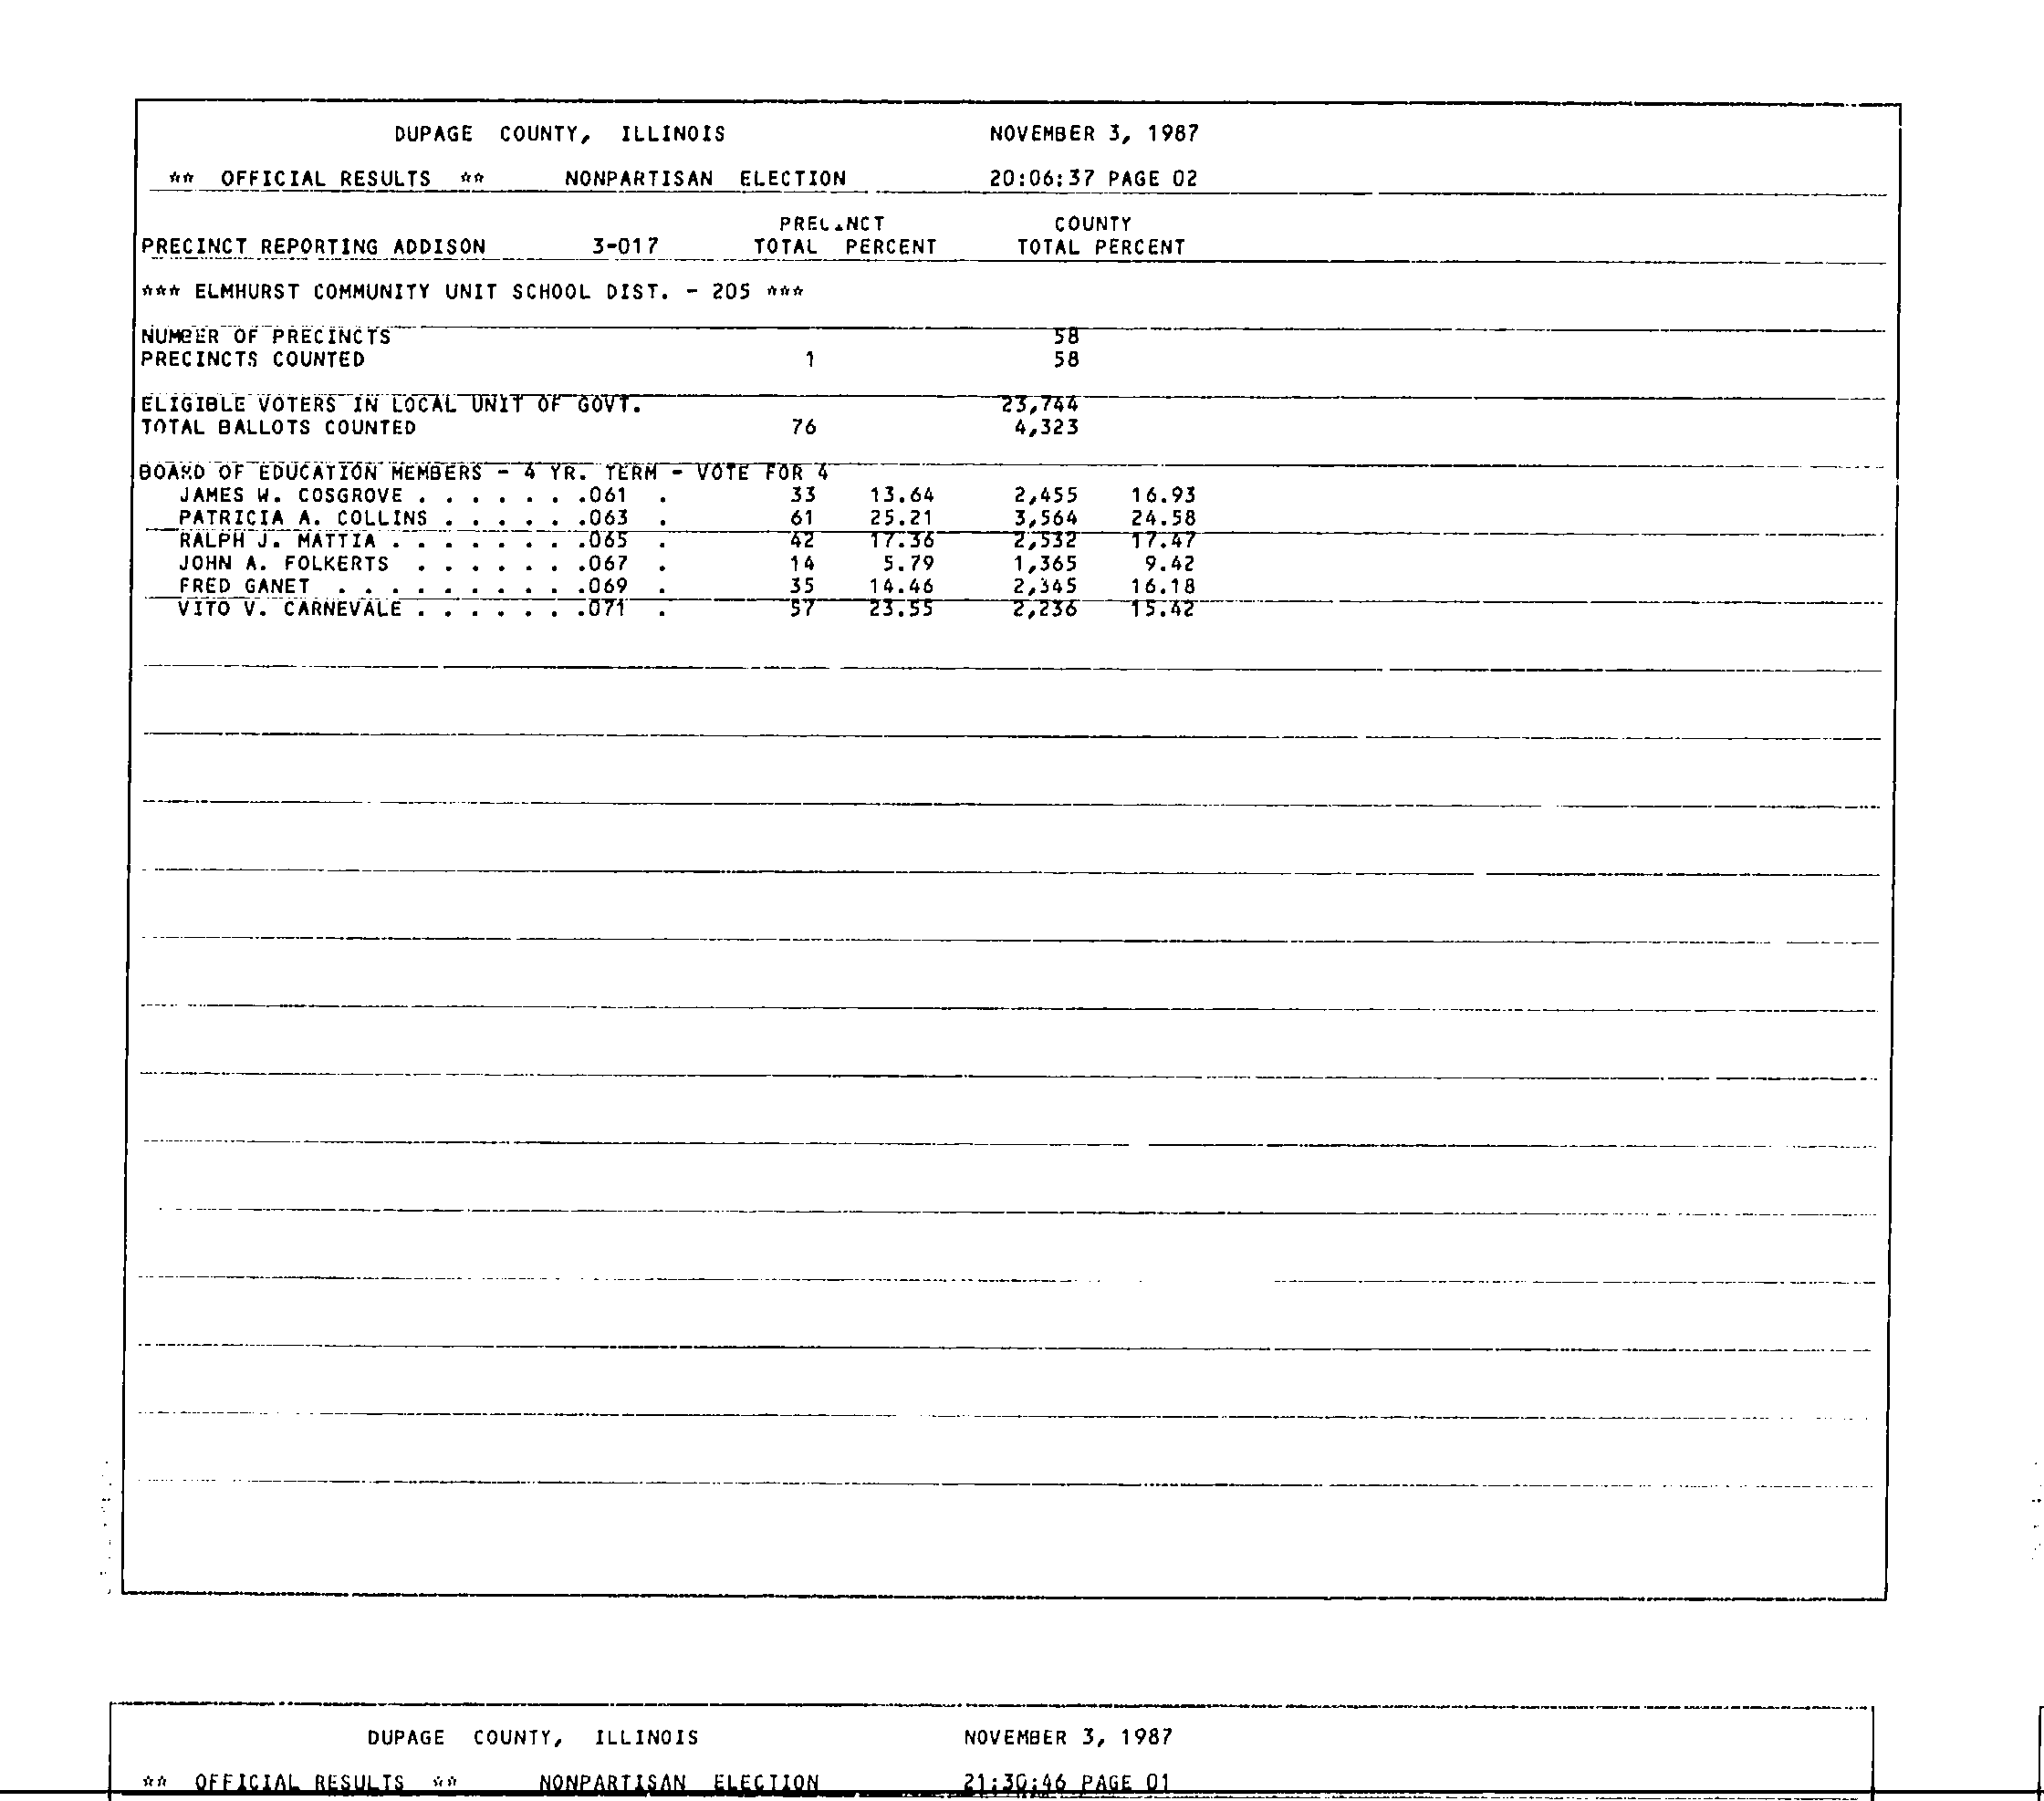 DUPAGE COUNTY, ILLINOIS NOVEMBER 3, 1987
** OFFICIAL RESULTS ** NONPARTISAN ELECTION 20:06:37 PAGE 02
PRECINCT COUNTY
PRECINCT REPORTING ADDISON 3-017 TOTAL PERCENT TOTAL PERCENT
*** ELMHURST COMMUNITY UNIT SCHOOL DIST. - 205 ***
NUMBER OF PRECINCTS 58
PRECINCTS COUNTED 1 58
ELIGIBLE VOTERS IN LOCAL UNIT OF GOVT. 23,744
TOTAL BALLOTS COUNTED 76 4,323
BOARD OF EDUCATION MEMBERS - 4 YR. TERM - VOTE FOR 4
JAMES W. COSGROVE . . . . . . .061 . 33 13.64 2,455 16.93
PATRICIA A. COLLINS . . . . . .063 . 61 25.21 3,564 24.58
RALPH J. MATTIA . . . . . . . .065 . 42 17.36 2,532 17.47
JOHN A. FOLKERTS . . . . . . .067 . 14 5.79 1,365 9.42
FRED GANET . . . . . . . . . .069 . 35 14.46 2,345 16.18
VITO V. CARNEVALE . . . . . . .071 . 57 23.55 2,236 15.42
DUPAGE COUNTY, ILLINOIS NOVEMBER 3, 1987
** OFFICIAL RESULTS ** NONPARTISAN ELECTION 21:30:46 PAGE 01